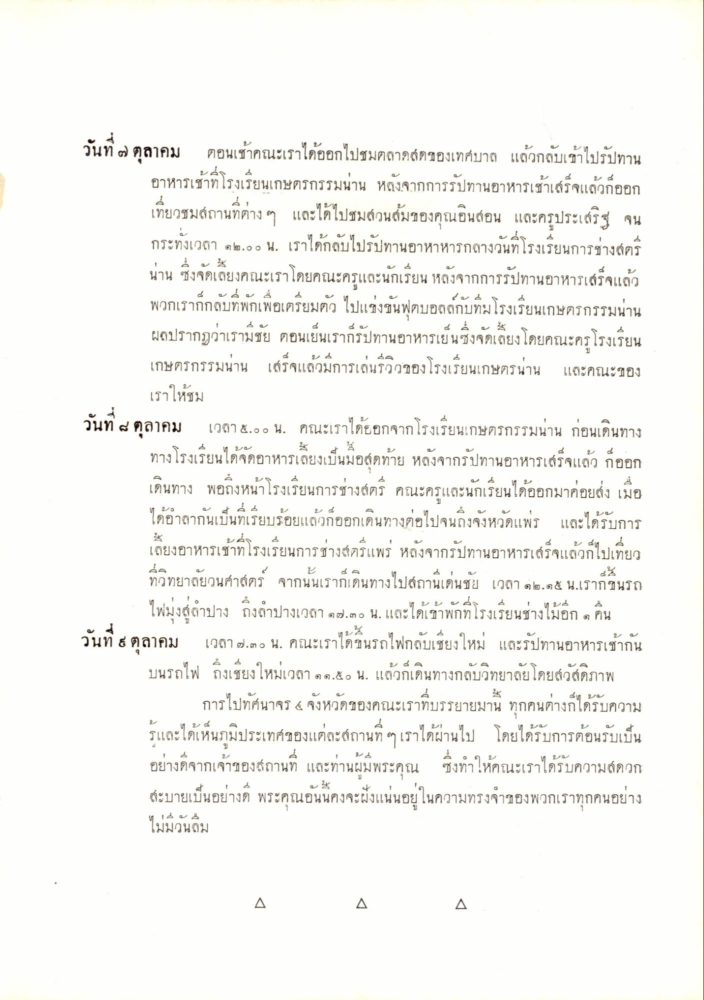 วันที่ ๗ ตุลาคม ตอนเช้าคณะเราได้ออกไปชมตลาดสดของเทศบาล แล้วกลับเข้าไปรัปทาน
อาหารเช้าที่โรงเรียนเกษตรกรรมน่าน หลังจากการรัปทานอาหารเช้าเสร็จแล้วก็ออก
เที่ยวชมสถานที่ต่าง ๆ และได้ไปชมสวนส้มของคุณอินสอน และครูประเสริฐ จน
กระทั่งเวลา ๑๒.๐๐ น. เราได้กลับไปรัปทานอาหาหารกลางวันที่โรงเรียนการช่างสตรี
น่าน ซึ่งจัดเลี้ยงคณะเราโดยคณะครูและนักเรียน หลังจากการรัปทานอาหารเสร็จแล้ว
พวกเราก็กลับที่พักเพื่อเตรียมตัว ไปแข่งขันฟุตบอลล์กับทีมโรงเรียนเกษตรกรรมน่าน
ผลปรากฏว่าเรามีชัย ตอนเย็นเราก็รัปทานอาหารเย็นซึ่งจัดเลี้ยงโดยคณะครูโรงเรียน
เกษตรกรรมน่าน เสร็จแล้วมีการเล่นรีวิวของโรงเรียนเกษตรน่าน และคณะของ
เราให้ชม
วันที่ ๘ ตุลาคม เวลา ๕.๐๐ น. คณะเราได้ออกจากโรงเรียนเกษตรกรรมน่าน ก่อนเดินทาง
ทางโรงเรียนได้จัดอาหารเลี้ยงเป็นมื้อสุดท้าย หลังจากรัปทานอาหารเสร็จแล้ว ก็ออก
เดินทาง พอถึงหน้าโรงเรียนการช่างสตรี คณะครูและนักเรียนได้ออกมาค่อยส่ง เมื่อ
ได้อำลากันเป็นที่เรียบร้อยแล้วก็ออกเดินทางต่อไปจนถึงจังหวัดแพ่ร และได้รับการ
เลี้ยงอาหารเช้าที่โรงเรียนการช่างสตรีแพร่ หลังจากรัปทานอาหารเสร็จแล้วก็ไปเที่ยว
ที่วิทยาลัยวนศาสตร์ จากนั้นเราก็เดินทางไปสถานีเด่นชัย เวลา ๑๒.๑๕ น.เราก็ขึ้นรถ
ไฟมุ่งสู่ลำปาง ถึงลำปางเวลา ๑๗.๓๐ น. และได้เข้าพักที่โรงเรียนช่างไม้อีก ๑ คืน
วันที่ ๙ ตุลาคม เวลา ๗.๓๐ น. คณะเราได้ขึ้นรถไฟกลับเชียงใหม่ และรัปทานอาหารเช้ากัน
บนรถไฟ ถึงเชียงใหม่เวลา ๑๑.๕๐ น. แล้วก็เดินทางกลับวิทยาลัยโดยสวัสดิภาพ
การไปทัศนาจร ๔ จังหวัดของคณะเราที่บรรยายมานี้ ทุกคนต่างก็ได้รับความ
รู้และได้เห็นภูมิประเทศของแต่ละสถานที่ ๆ เราได้ผ่านไป โดยได้รับการต้อนรับเป็น
อย่างดีจากเจ้าของสถานที่ และท่านผู้มีพระคุณ ซึ่งทำให้คณะเราได้รับความสดวก
สะบายเป็นอย่างดี พระคุณอันนี้คงจะฝังแน่นอยู่ในความทรงจำของพวกเราทุกคนอย่าง
ไม่มีวันลืม